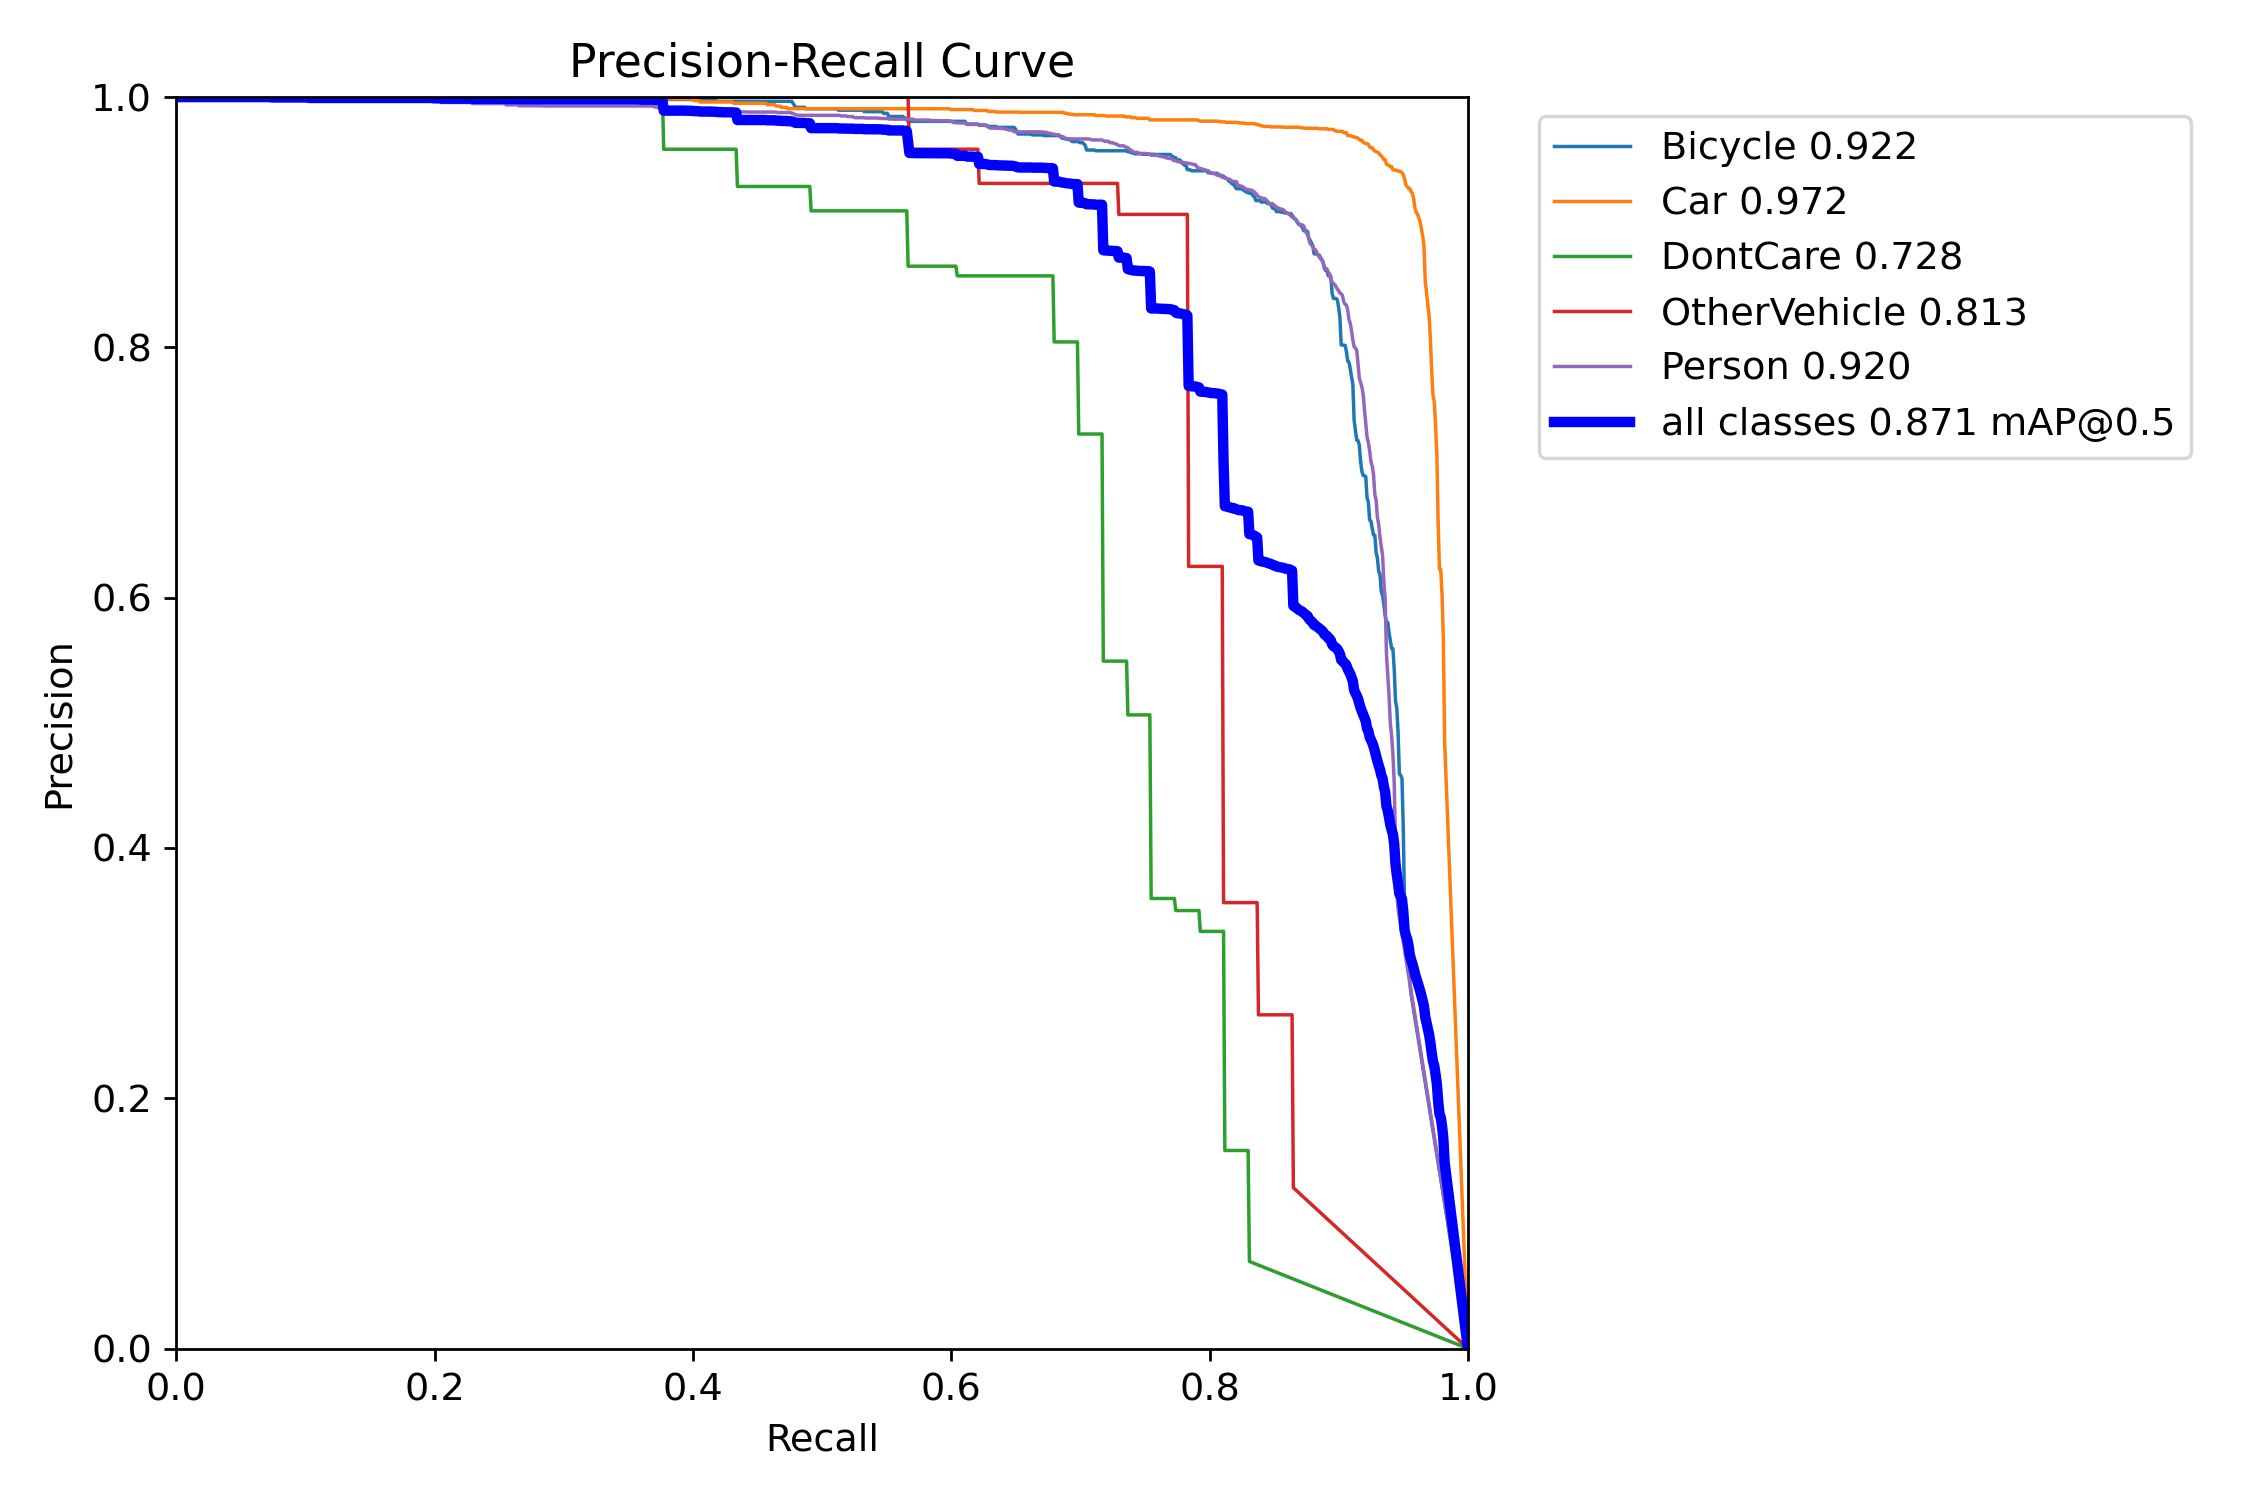 Precision-Recall Curve
1.0
0.8
0.6
0.4
0.2
0.0
Precision
0.0 0.2 0.4 0.6 0.8 1.0
Recall
Bicycle 0.922
Car 0.972
DontCare 0.728
OtherVehicle 0.813
Person 0.920
all classes 0.871 mAP@0.5